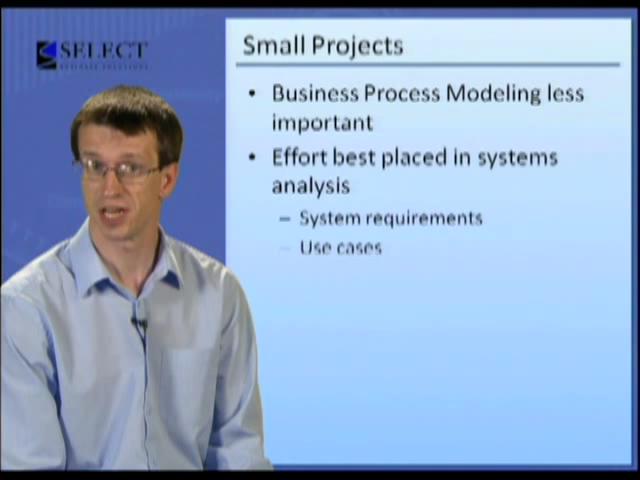 SELECT
Small Projects
• Business Process Modeling less
important
• Effort best placed in systems
analysis
– System requirements
– Use cases